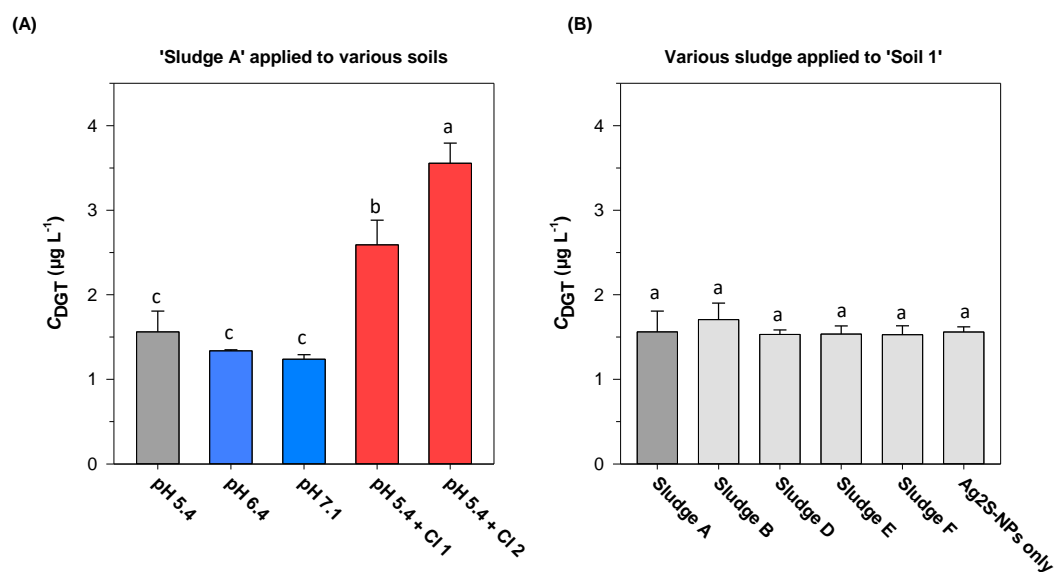 (A)
'Sludge A' applied to various soils
4
3
2
1
0
CDGT (µg L⁻¹)
c
c
c
b
a
pH 5.4
pH 6.4
pH 7.1
pH 5.4 + Cl 1
pH 5.4 + Cl 2
(B)
Various sludge applied to 'Soil 1'
4
3
2
1
0
CDGT (µg L⁻¹)
a
a
a
a
a
a
Sludge A
Sludge B
Sludge D
Sludge E
Sludge F
Ag2S-NPs only